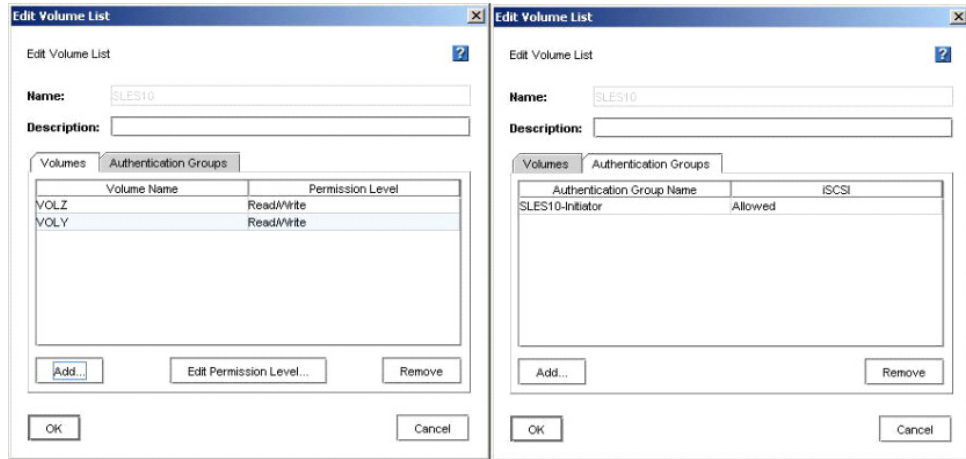 Edit Volume List
Edit Volume List
?
Name: SLES10
Description:
Volumes Authentication Groups
Volume Name Permission Level
VOLZ Read/Write
VOLY Read/Write
Add... Edit Permission Level... Remove
OK Cancel
Edit Volume List
Edit Volume List
?
Name: SLES10
Description:
Volumes Authentication Groups
Authentication Group Name iSCSI
SLES10-Initiator Allowed
Add... Remove
OK Cancel